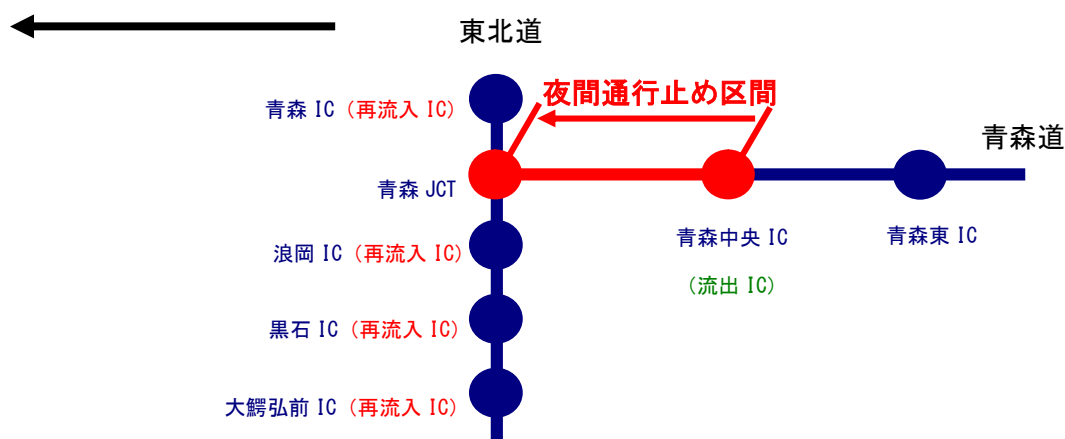 東北道
夜間通行止め区間
青森 IC（再流入 IC）
青森道
青森 JCT
青森中央 IC
青森東 IC
浪岡 IC（再流入 IC）
（流出 IC）
黒石 IC（再流入 IC）
大鰐弘前 IC（再流入 IC）